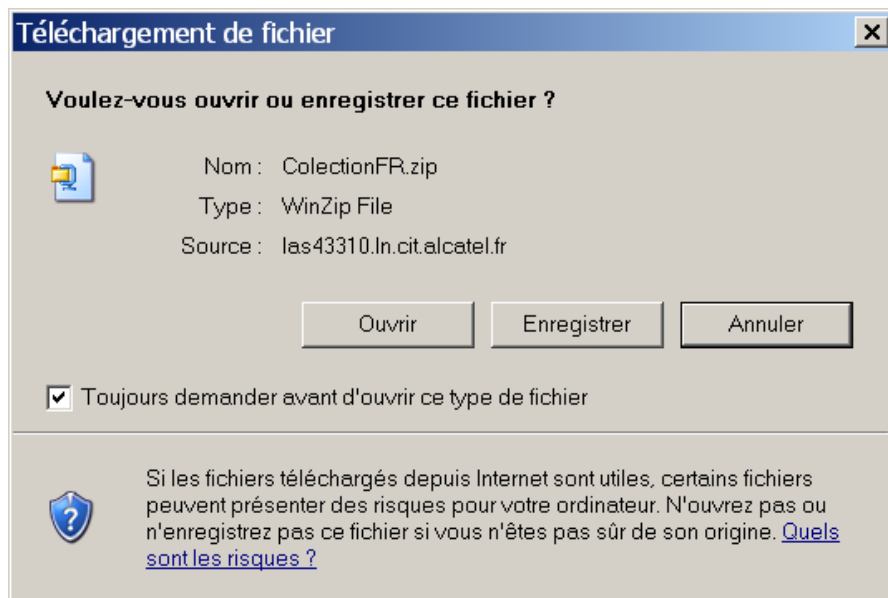 Téléchargement de fichier
Voulez-vous ouvrir ou enregistrer ce fichier ?
Nom : ColectionFR.zip
Type : WinZip File
Source : las43310.ln.cit.alcatel.fr
Ouvrir Enregistrer Annuler
Toujours demander avant d'ouvrir ce type de fichier
Si les fichiers téléchargés depuis Internet sont utiles, certains fichiers
peuvent présenter des risques pour votre ordinateur. N'ouvrez pas ou
n'enregistrez pas ce fichier si vous n'êtes pas sûr de son origine. Quels
sont les risques ?